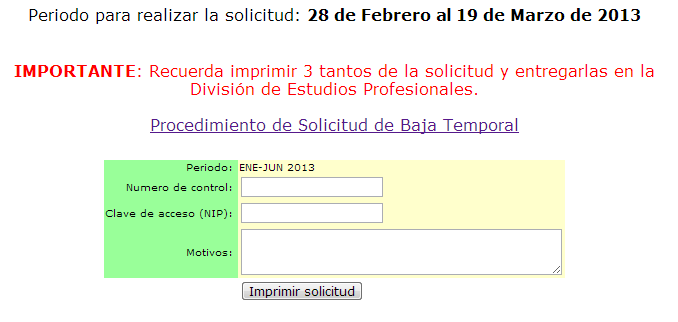 Periodo para realizar la solicitud: 28 de Febrero al 19 de Marzo de 2013
IMPORTANTE: Recuerda imprimir 3 tantos de la solicitud y entregarlas en la
División de Estudios Profesionales.
Procedimiento de Solicitud de Baja Temporal
Periodo: ENE-JUN 2013
Numero de control:
Clave de acceso (NIP):
Motivos:
Imprimir solicitud